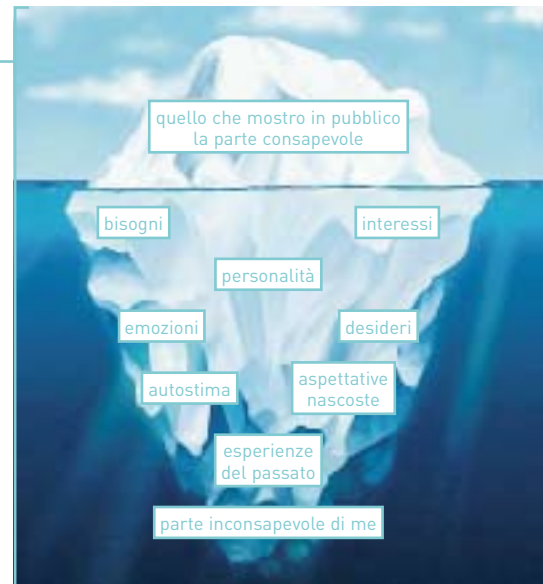 quello che mostro in pubblico
la parte consapevole
bisogni
interessi
personalità
emozioni
desideri
autostima
aspettative
nascoste
esperienze
del passato
parte inconsapevole di me